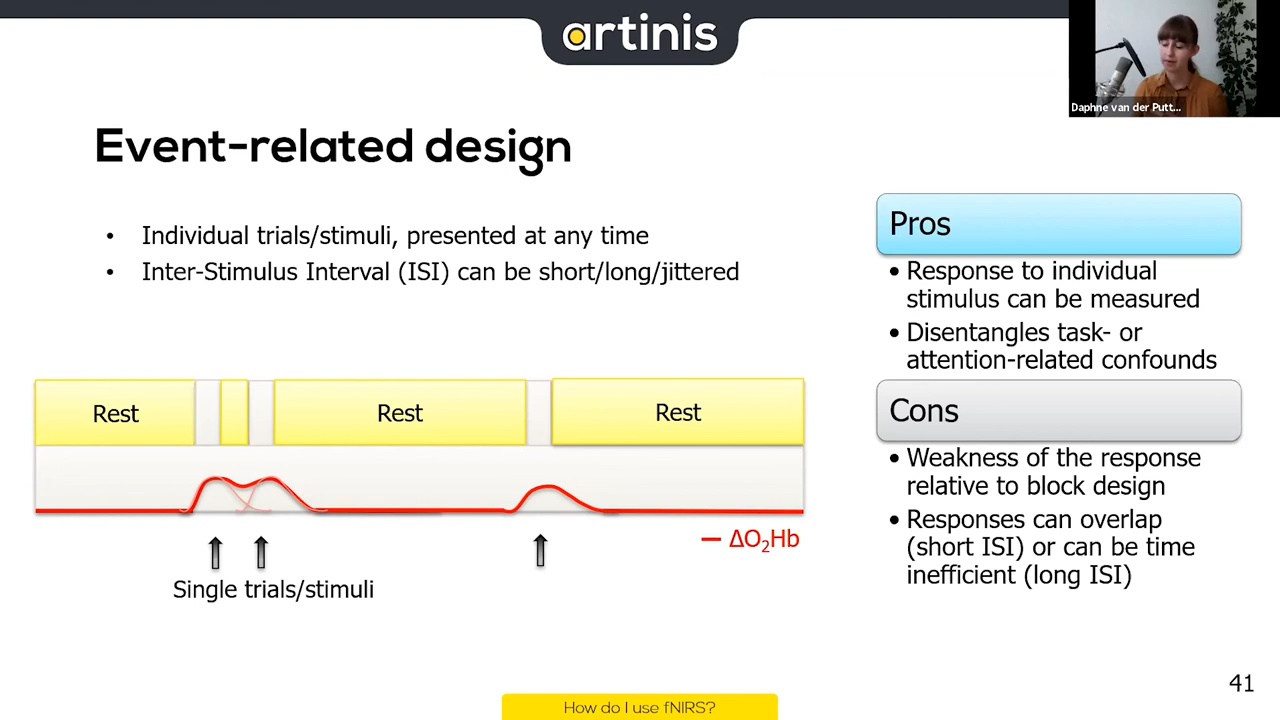 artinis
Daphne van der Putt...
Event-related design
• Individual trials/stimuli, presented at any time
• Inter-Stimulus Interval (ISI) can be short/long/jittered
Rest
Rest
Rest
ΔO₂Hb
Single trials/stimuli
Pros
• Response to individual
stimulus can be measured
• Disentangles task- or
attention-related confounds
Cons
• Weakness of the response
relative to block design
• Responses can overlap
(short ISI) or can be time
inefficient (long ISI)
41
How do I use fNIRS?